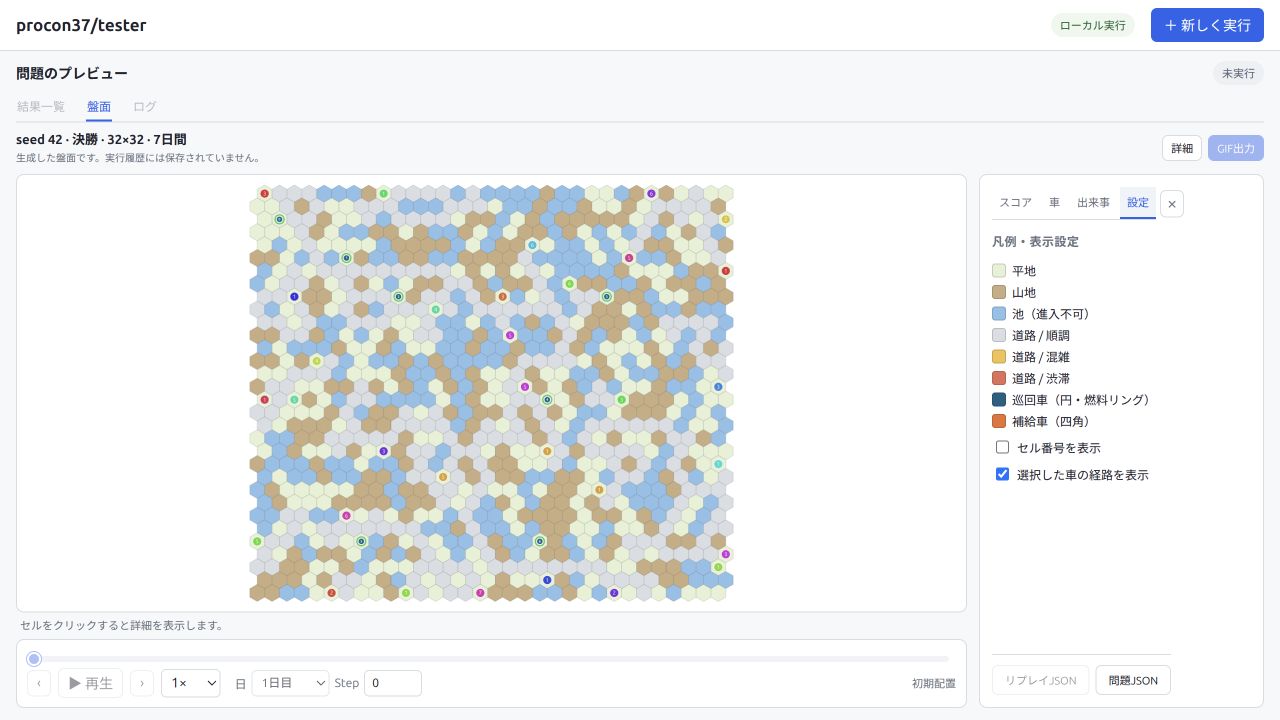 procon37/tester
ローカル実行
＋ 新しく実行
問題のプレビュー
未実行
結果一覧
盤面
ログ
seed 42 · 決勝 · 32×32 · 7日間
生成した盤面です。実行履歴には保存されていません。
詳細
GIF出力
スコア
車
出来事
設定
×
凡例・表示設定
平地
山地
池（進入不可）
道路 / 順調
道路 / 混雑
道路 / 渋滞
巡回車（円・燃料リング）
補給車（四角）
セル番号を表示
選択した車の経路を表示
リプレイJSON
問題JSON
セルをクリックすると詳細を表示します。
‹
▶ 再生
›
1×
日
1日目
Step
0
初期配置